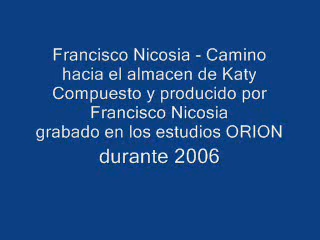 Francisco Nicosia - Camino
hacia el almacen de Katy
Compuesto y producido por
Francisco Nicosia
grabado en los estudios ORION
durante 2006